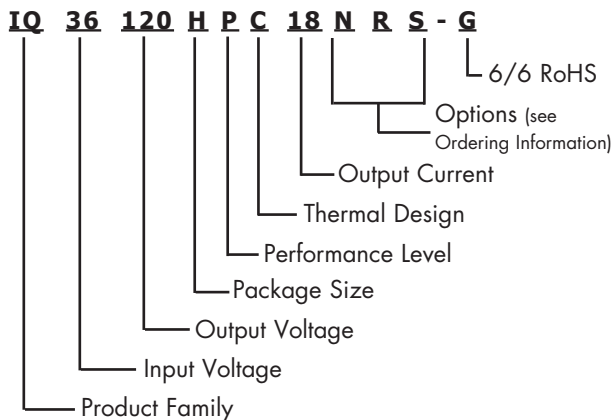 IQ 36 120 H P C 18 N R S - G
6/6 RoHS
Options (see
Ordering Information)
Output Current
Thermal Design
Performance Level
Package Size
Output Voltage
Input Voltage
Product Family